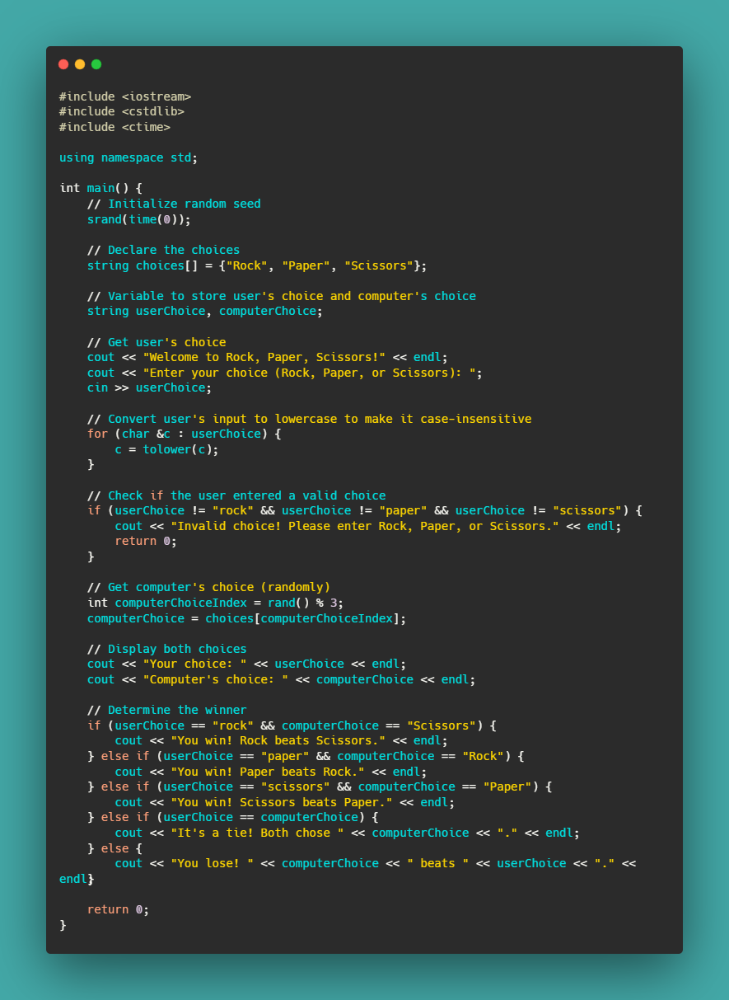 #include <iostream>
#include <cstdlib>
#include <ctime>

using namespace std;

int main() {
    // Initialize random seed
    srand(time(0));

    // Declare the choices
    string choices[] = {"Rock", "Paper", "Scissors"};

    // Variable to store user's choice and computer's choice
    string userChoice, computerChoice;

    // Get user's choice
    cout << "Welcome to Rock, Paper, Scissors!" << endl;
    cout << "Enter your choice (Rock, Paper, or Scissors): ";
    cin >> userChoice;

    // Convert user's input to lowercase to make it case-insensitive
    for (char &c : userChoice) {
        c = tolower(c);
    }

    // Check if the user entered a valid choice
    if (userChoice != "rock" && userChoice != "paper" && userChoice != "scissors") {
        cout << "Invalid choice! Please enter Rock, Paper, or Scissors." << endl;
        return 0;
    }

    // Get computer's choice (randomly)
    int computerChoiceIndex = rand() % 3;
    computerChoice = choices[computerChoiceIndex];

    // Display both choices
    cout << "Your choice: " << userChoice << endl;
    cout << "Computer's choice: " << computerChoice << endl;

    // Determine the winner
    if (userChoice == "rock" && computerChoice == "Scissors") {
        cout << "You win! Rock beats Scissors." << endl;
    } else if (userChoice == "paper" && computerChoice == "Rock") {
        cout << "You win! Paper beats Rock." << endl;
    } else if (userChoice == "scissors" && computerChoice == "Paper") {
        cout << "You win! Scissors beats Paper." << endl;
    } else if (userChoice == computerChoice) {
        cout << "It's a tie! Both chose " << computerChoice << "." << endl;
    } else {
        cout << "You lose! " << computerChoice << " beats " << userChoice << "." <<
endl;}

    return 0;
}